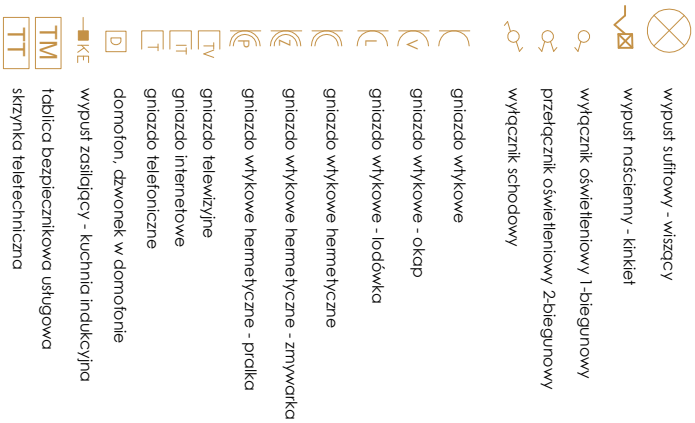 wypust sufitowy - wiszący
wypust naścienny - kinkiet
wyłącznik oświetleniowy 1-biegunowy
przełącznik oświetleniowy 2-biegunowy
wyłącznik schodowy
gniazdo wtykowe
V gniazdo wtykowe - okap
L gniazdo wtykowe - lodówka
gniazdo wtykowe hermetyczne
Z gniazdo wtykowe hermetyczne - zmywarka
P gniazdo wtykowe hermetyczne - pralka
TV gniazdo telewizyjne
IT gniazdo internetowe
T gniazdo telefoniczne
D domofon, dzwonek w domofonie
KE wypust zasilający - kuchnia indukcyjna
TM tablica bezpiecznikowa usługowa
TT skrzynka teletechniczna